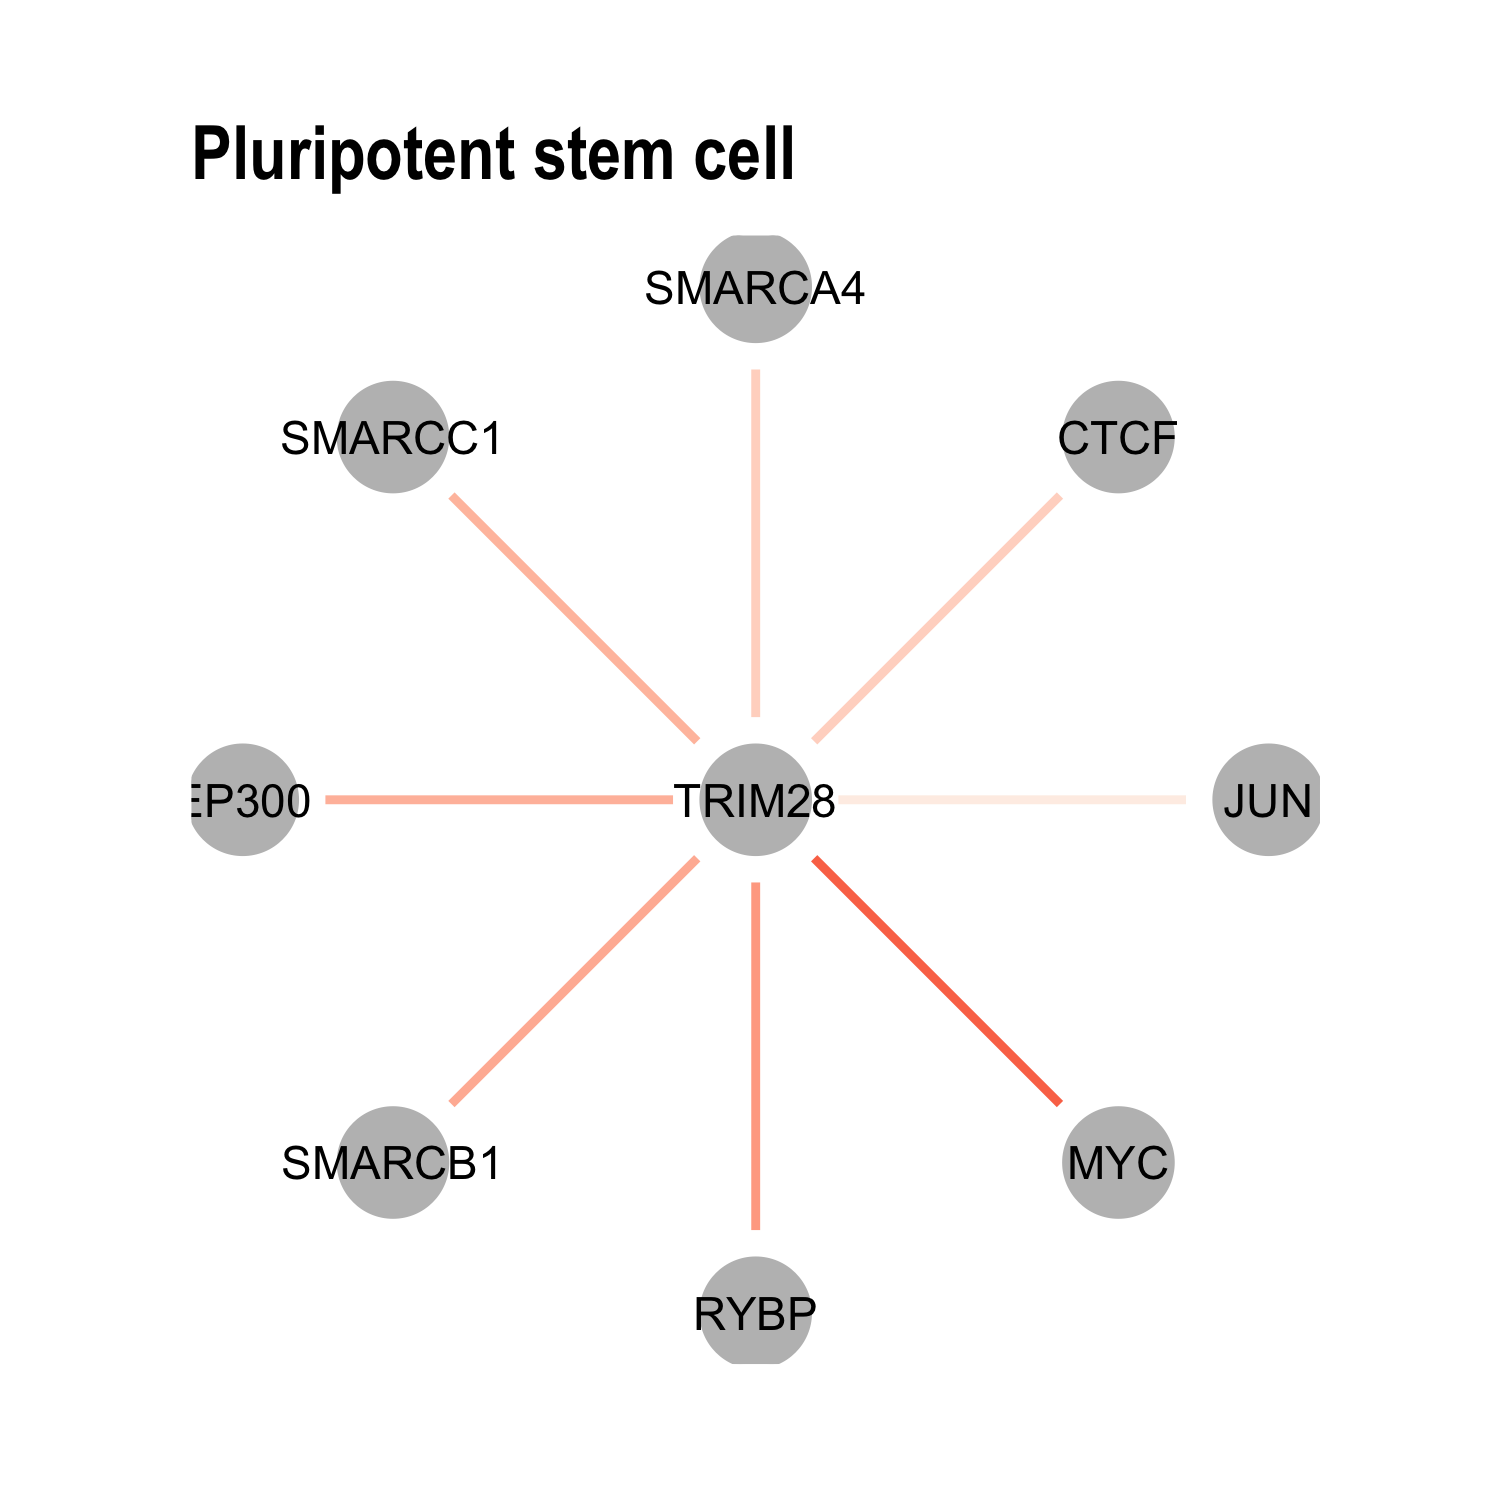 Pluripotent stem cell
SMARCA4
SMARCC1
CTCF
EP300
TRIM28
JUN
SMARCB1
MYC
RYBP